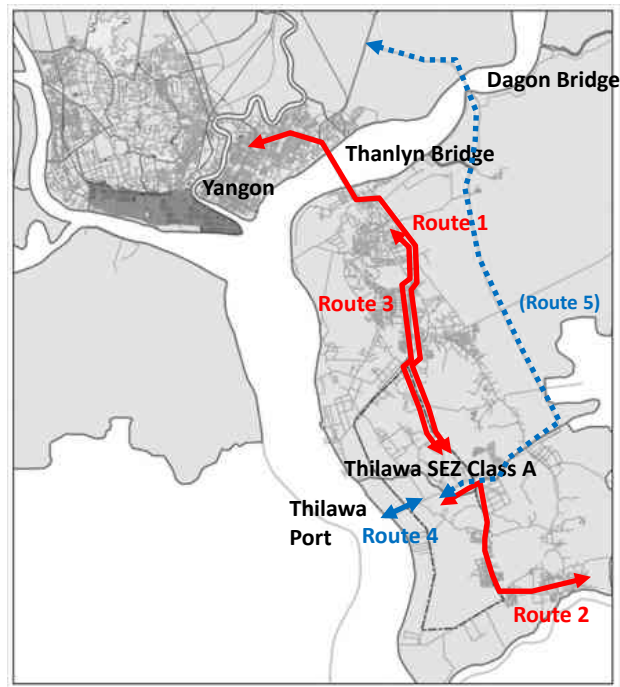 Dagon Bridge
Thanlyn Bridge
Yangon
Route 1
Route 3
(Route 5)
Thilawa SEZ Class A
Thilawa
Port
Route 4
Route 2